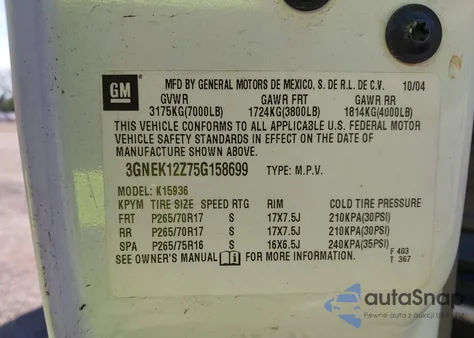 GM
MFD BY GENERAL MOTORS DE MEXICO, S. DE R.L. DE C.V. 10/04
GVWR GAWR FRT GAWR RR
3175KG(7000LB) 1724KG(3800LB) 1814KG(4000LB)
THIS VEHICLE CONFORMS TO ALL APPLICABLE U.S. FEDERAL MOTOR
VEHICLE SAFETY STANDARDS IN EFFECT ON THE DATE OF
MANUFACTURE SHOWN ABOVE.
3GNEK12Z75G158699 TYPE: M.P.V.
MODEL: K15936
KPYM TIRE SIZE SPEED RTG RIM COLD TIRE PRESSURE
FRT P265/70R17 S 17X7.5J 210KPA(30PSI)
RR P265/70R17 S 17X7.5J 210KPA(30PSI)
SPA P265/75R16 S 16X6.5J 240KPA(35PSI)
SEE OWNER'S MANUAL FOR MORE INFORMATION.
F 403
T 367
autoSnap
Pewne auta z aukcji